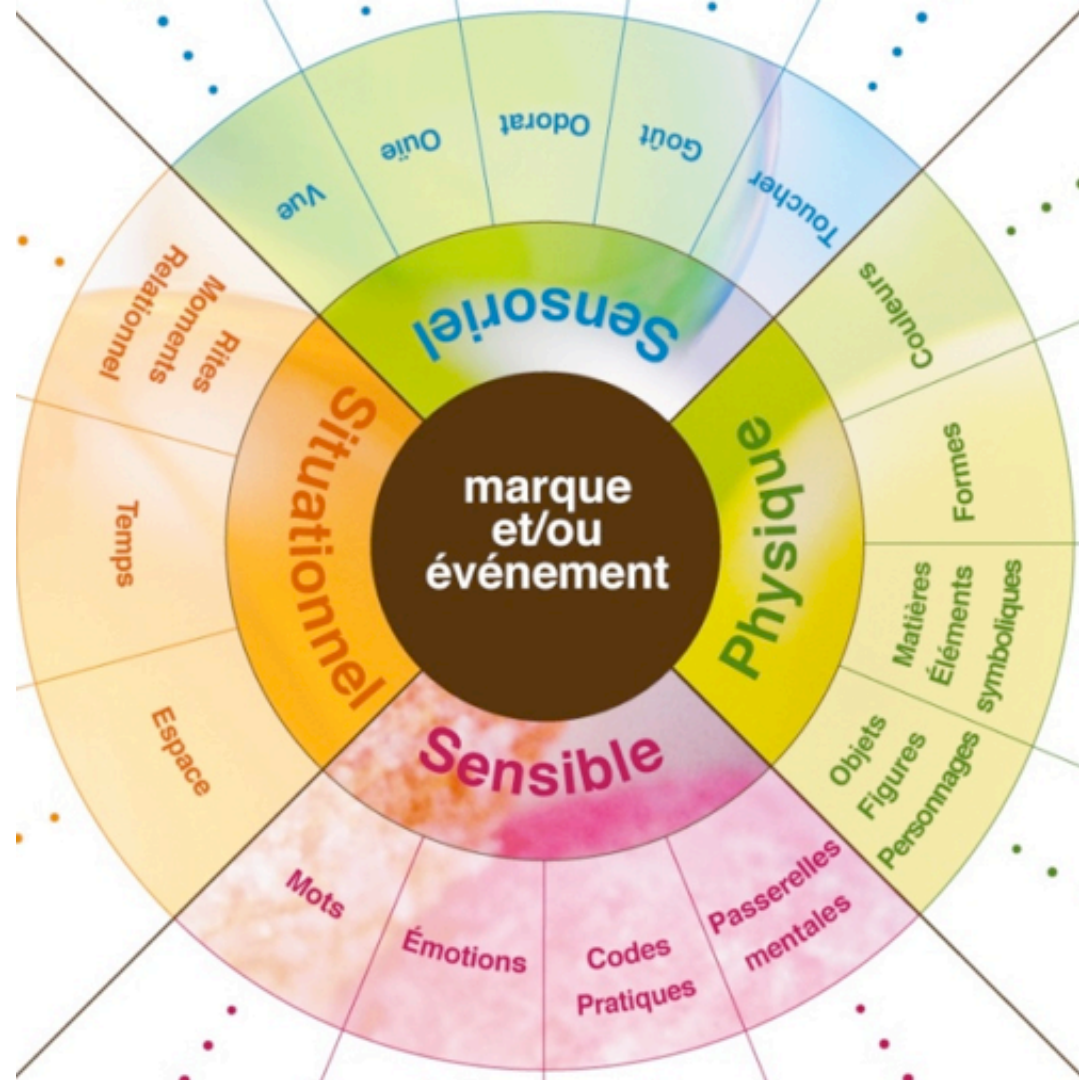 marque
et/ou
événement
Sensoriel
Vue
Ouïe
Odorat
Goût
Toucher
Physique
Couleurs
Formes
Matières
Éléments
symboliques
Objets
Figures
Personnages
Sensible
Passerelles
mentales
Codes
Pratiques
Émotions
Mots
Situationnel
Espace
Temps
Rites
Moments
Relationnel